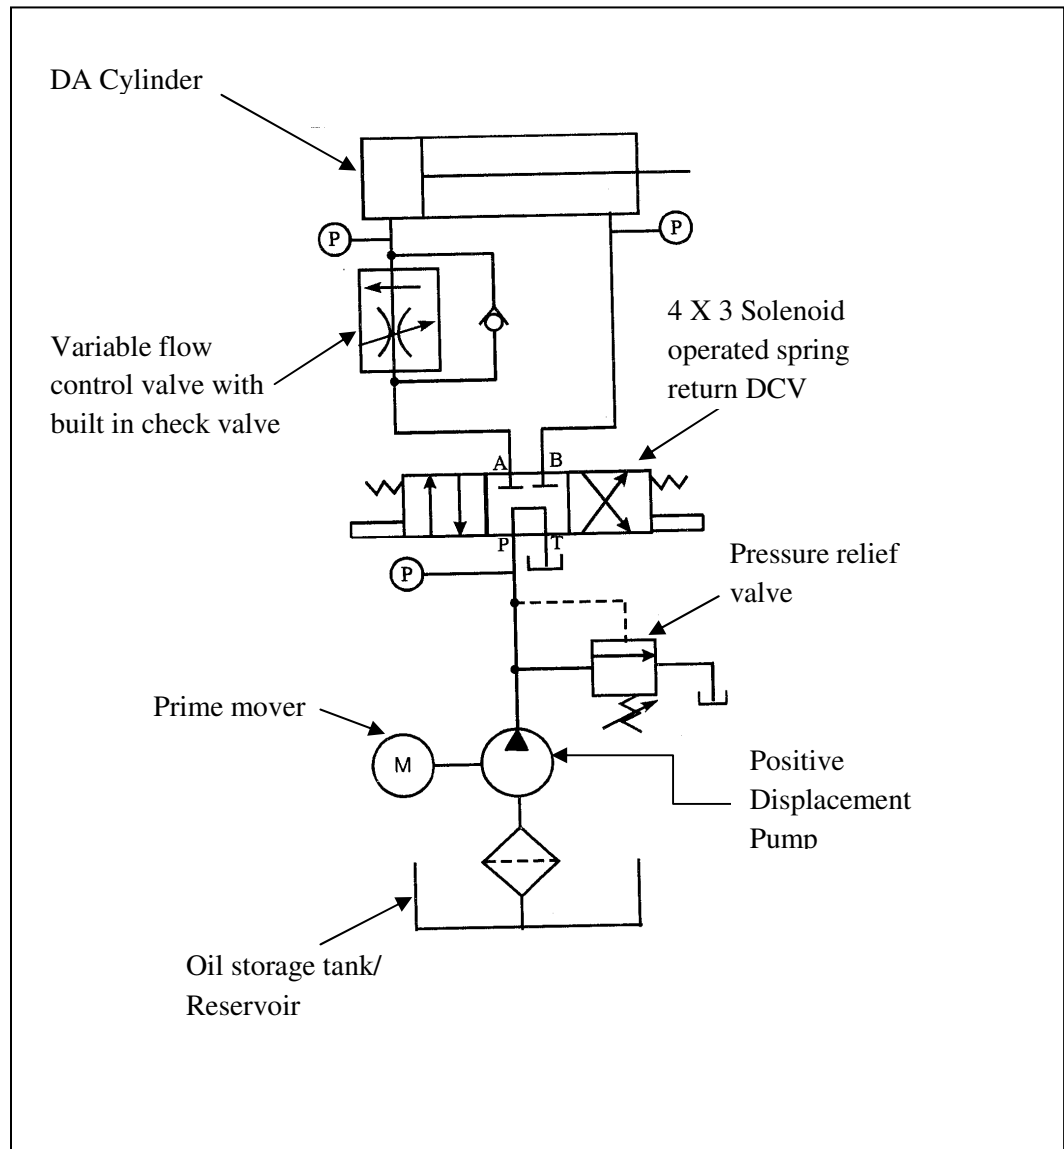 DA Cylinder
P
P
Variable flow
control valve with
built in check valve
4 X 3 Solenoid
operated spring
return DCV
A B
P T
P
Pressure relief
valve
Prime mover
M
Positive
Displacement
Pump
Oil storage tank/
Reservoir